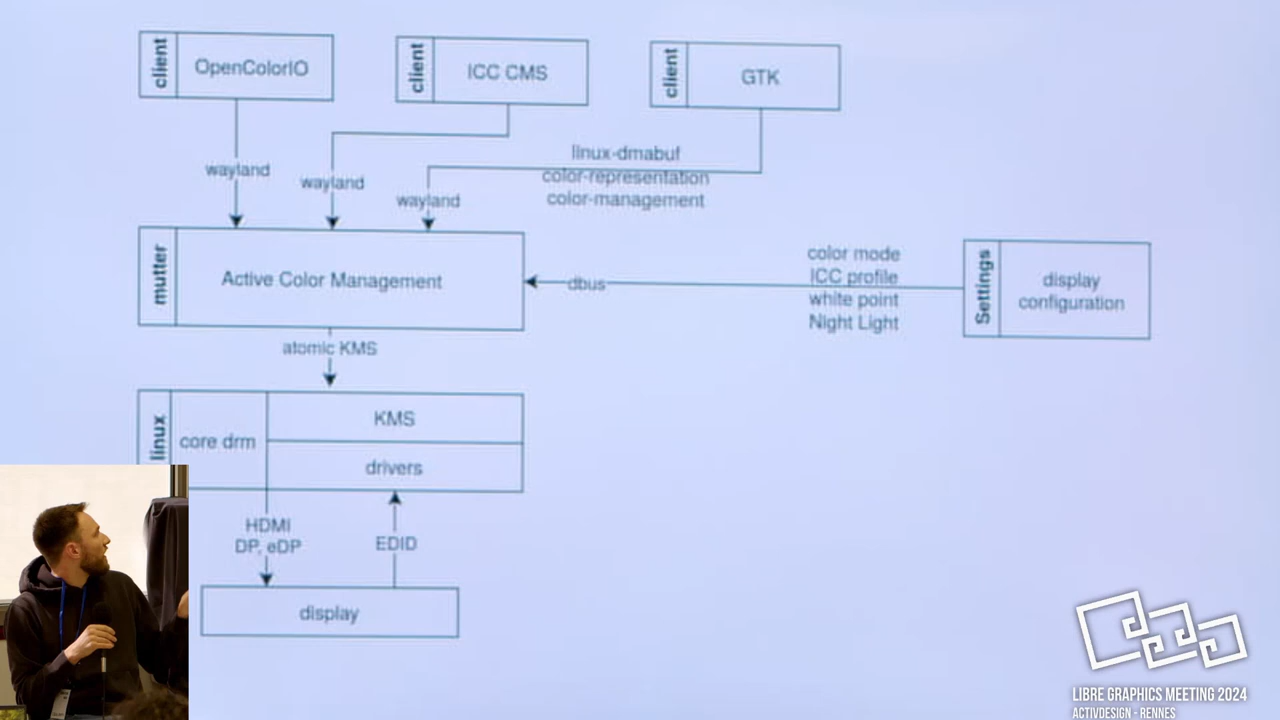 client
OpenColorIO
client
ICC CMS
client
GTK
wayland
wayland
wayland
linux-dmabuf
color-representation
color-management
mutter
Active Color Management
dbus
color mode
ICC profile
white point
Night Light
Settings
display
configuration
atomic KMS
linux
core drm
KMS
drivers
HDMI
DP, eDP
EDID
display
LIBRE GRAPHICS MEETING 2024
ACTIVDESIGN - RENNES